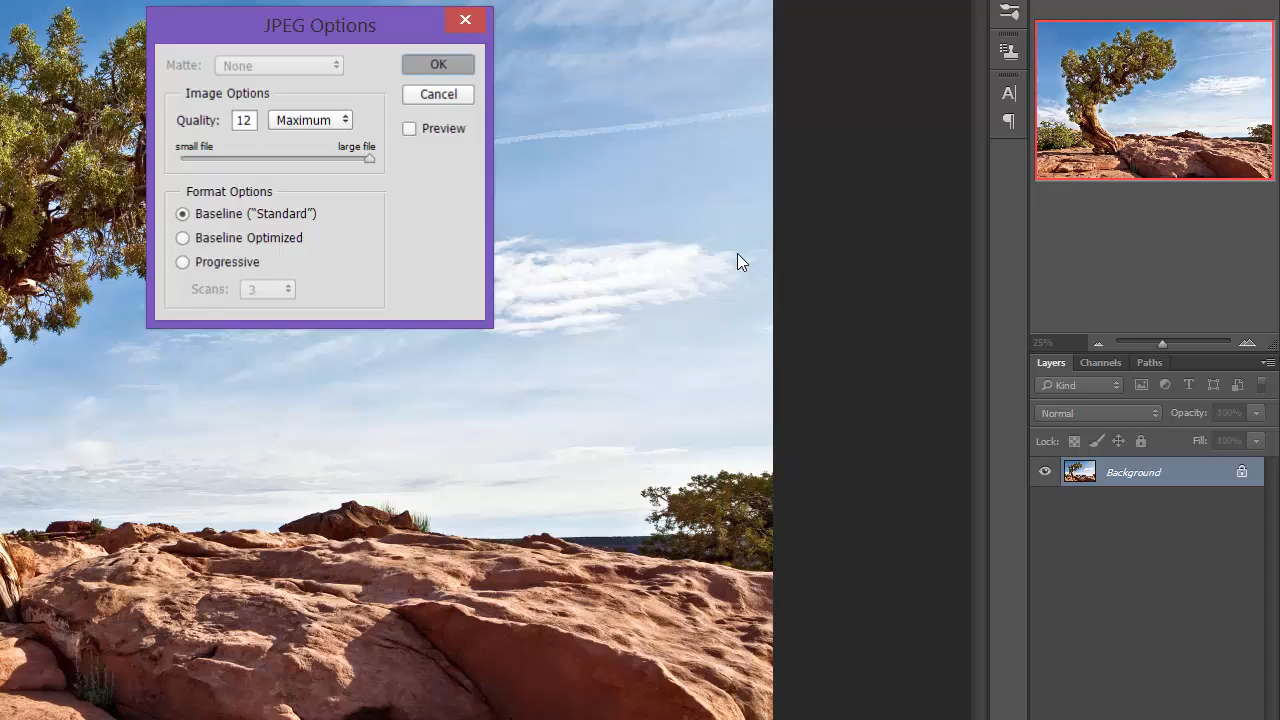 JPEG Options
Matte: None
OK
Image Options
Cancel
Quality: 12 Maximum
Preview
small file large file
Format Options
Baseline ("Standard")
Baseline Optimized
Progressive
Scans: 3
A
25%
Layers Channels Paths
Kind T
Normal Opacity: 100%
Lock: Fill: 100%
Background